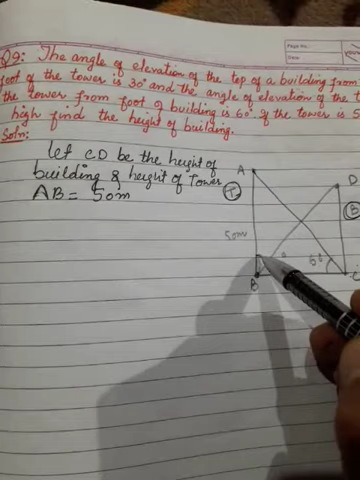 Page No.:
Date:
Q9: The angle of elevation of the top of a building from
foot of the tower is 30° and the angle of elevation of the
the tower from foot of building is 60°. If the tower is 5
high find the height of building.
Soln:
let CD be the height of
building & height of Tower
AB = 50m
A
T
D
B
50m
60
B
C